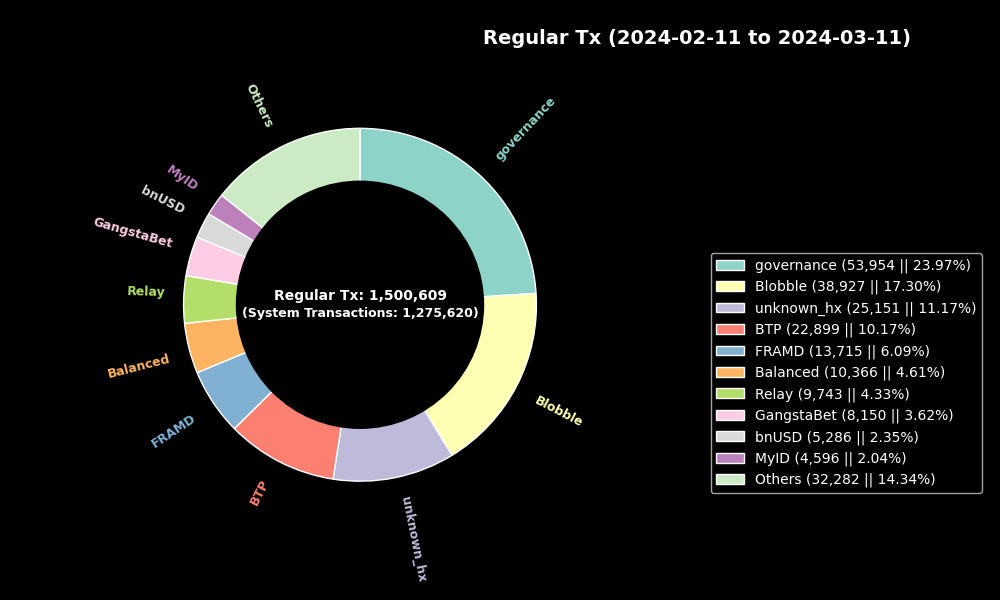 Regular Tx (2024-02-11 to 2024-03-11)
Others
governance
MyID
bnUSD
GangstaBet
Relay
Balanced
FRAMD
BTP
unknown_hx
Blobble
Regular Tx: 1,500,609
(System Transactions: 1,275,620)
governance (53,954 || 23.97%)
Blobble (38,927 || 17.30%)
unknown_hx (25,151 || 11.17%)
BTP (22,899 || 10.17%)
FRAMD (13,715 || 6.09%)
Balanced (10,366 || 4.61%)
Relay (9,743 || 4.33%)
GangstaBet (8,150 || 3.62%)
bnUSD (5,286 || 2.35%)
MyID (4,596 || 2.04%)
Others (32,282 || 14.34%)